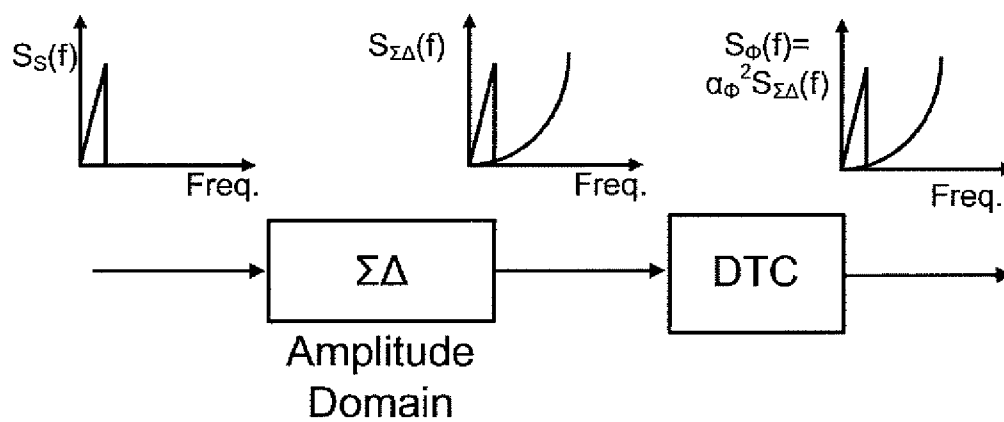 S_S(f)
Freq.
S_ΣΔ(f)
Freq.
S_Φ(f)=
α_Φ²S_ΣΔ(f)
Freq.
ΣΔ
DTC
Amplitude
Domain